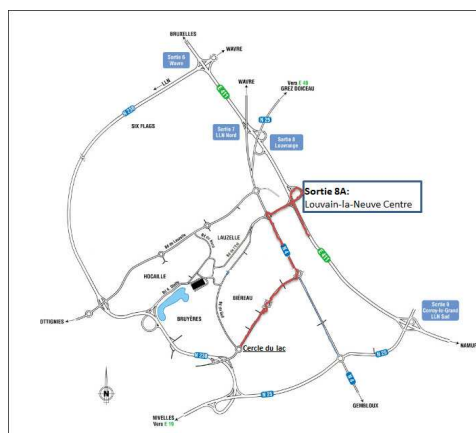 BRUXELLES
WAVRE
Sortie 6
Wavre
LLN
E 411
N 238
WAVRE
Vers E 40
GREZ DOICEAU
N 25
SIX FLAGS
Sortie 7
LLN Nord
Sortie 8
Sortie 8A:
Louvain-la-Neuve Centre
LAUZELLE
N 4
HOCAILLE
E 411
BIÉREAU
BRUYÈRES
Sortie 9
Corroy-le-Grand
LLN Sud
OTTIGNIES
Cercle du lac
N 238
N 25
NAMUR
N 25
N 4
NIVELLES
Vers E 19
GEMBLOUX
N